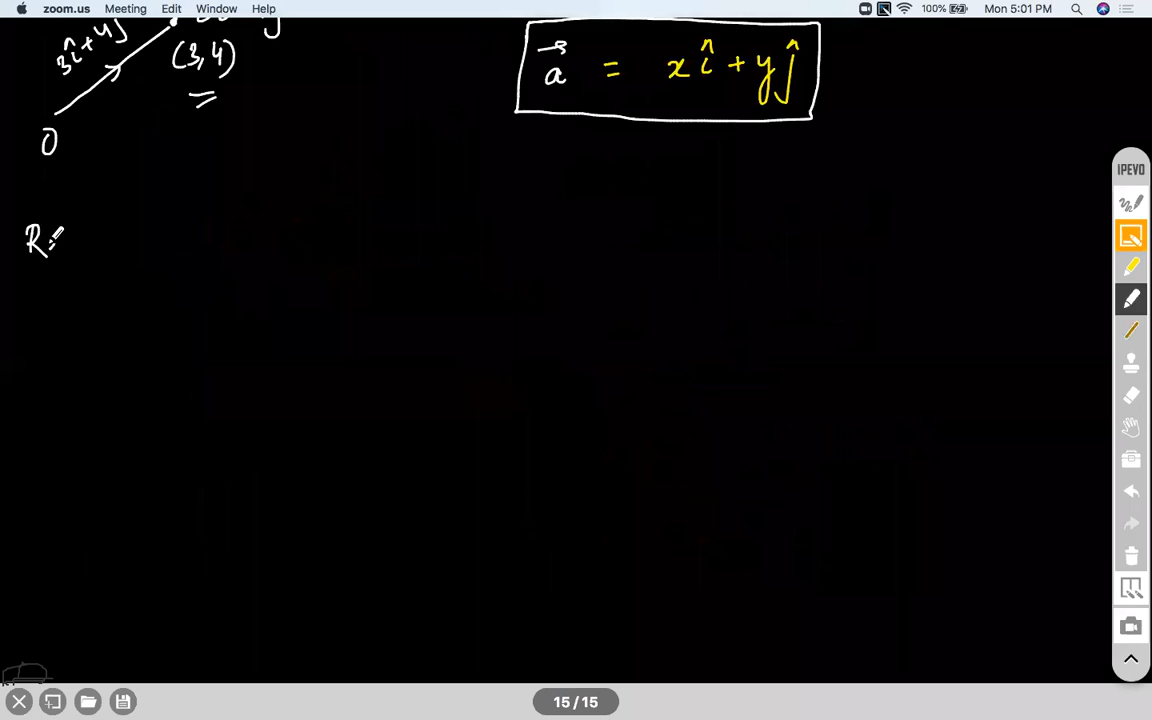 zoom.us Meeting Edit Window Help 100% Mon 5:01 PM
3î+4ĵ
(3,4)
0
a⃗ = xî + yĵ
IPEVO
R
15 / 15